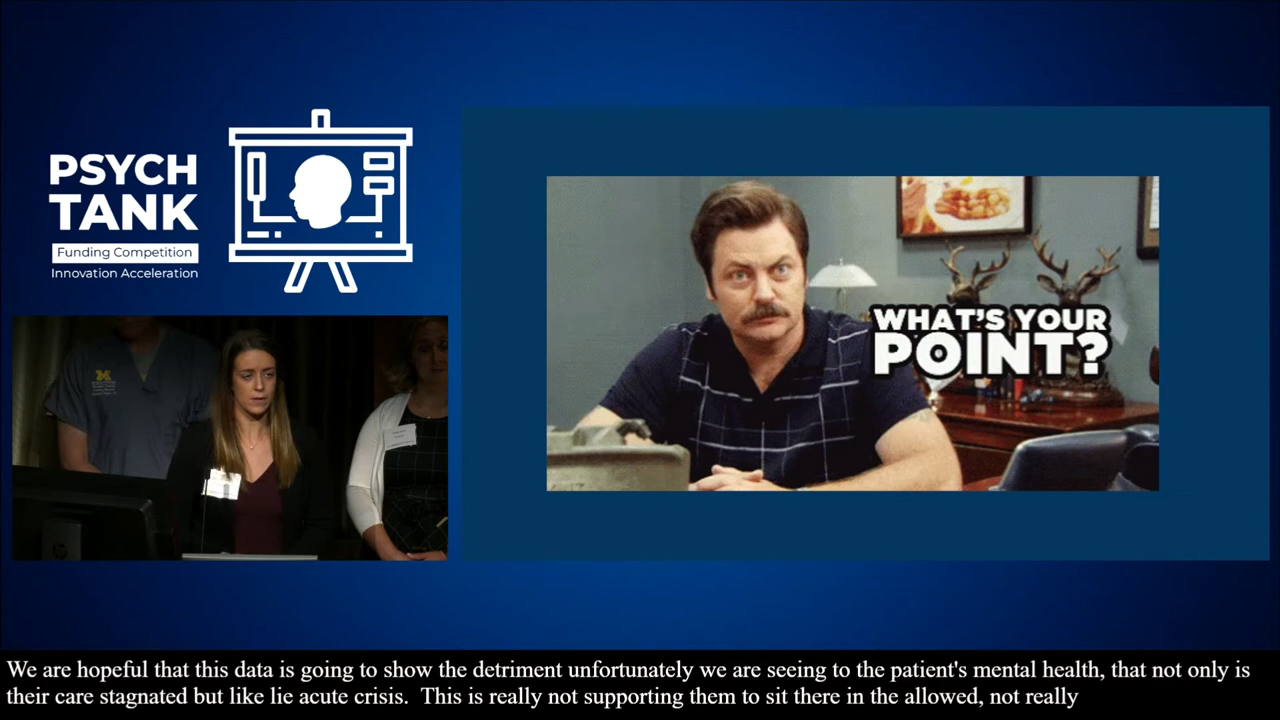 PSYCH
TANK
Funding Competition
Innovation Acceleration
WHAT'S YOUR
POINT?
We are hopeful that this data is going to show the detriment unfortunately we are seeing to the patient's mental health, that not only is
their care stagnated but like lie acute crisis.  This is really not supporting them to sit there in the allowed, not really